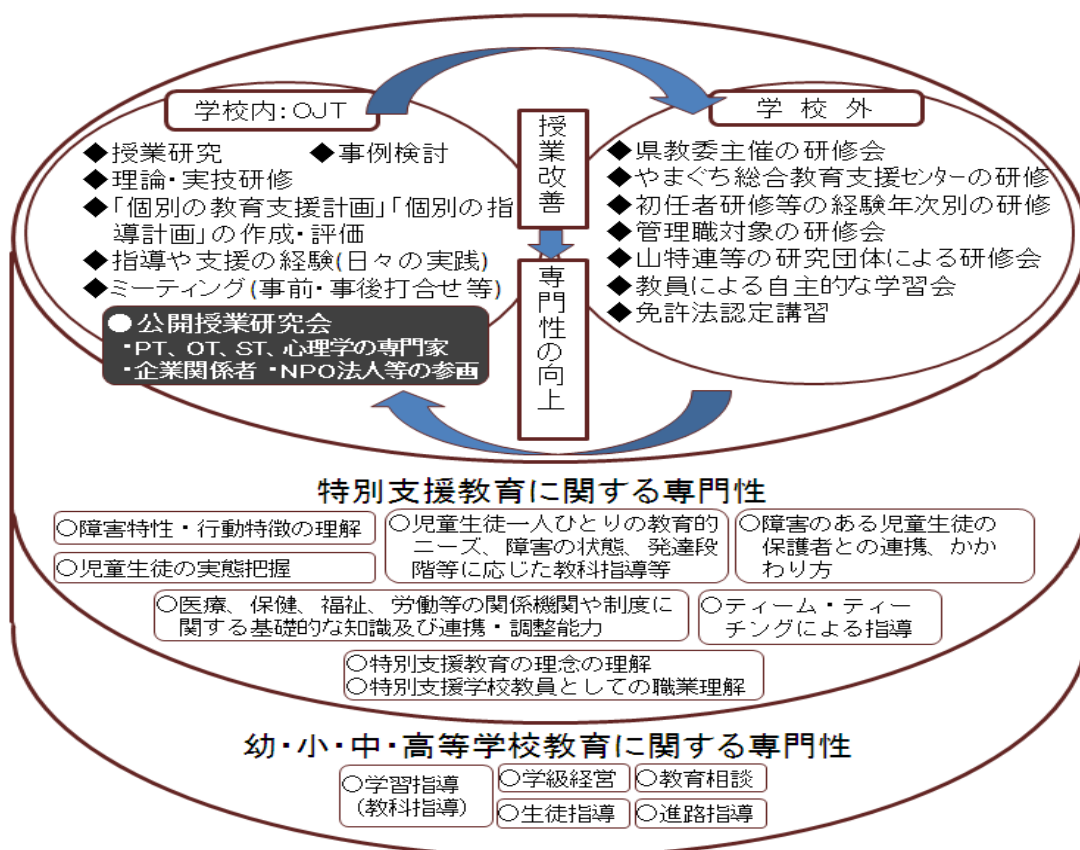 学校内：OJT
◆授業研究　◆事例検討
◆理論・実技研修
◆「個別の教育支援計画」「個別の指
導計画」の作成・評価
◆指導や支援の経験(日々の実践)
◆ミーティング(事前・事後打合せ等)
●公開授業研究会
・PT、OT、ST、心理学の専門家
・企業関係者・NPO法人等の参画
授業改善
専門性の向上
学校外
◆県教委主催の研修会
◆やまぐち総合教育支援センターの研修
◆初任者研修等の経験年次別の研修
◆管理職対象の研修会
◆山特連等の研究団体による研修会
◆教員による自主的な学習会
◆免許法認定講習
特別支援教育に関する専門性
○障害特性・行動特徴の理解
○児童生徒の実態把握
○児童生徒一人ひとりの教育的
ニーズ、障害の状態、発達段
階等に応じた教科指導等
○障害のある児童生徒の
保護者との連携、かか
わり方
○医療、保健、福祉、労働等の関係機関や制度に
関する基礎的な知識及び連携・調整能力
○ティーム・ティー
チングによる指導
○特別支援教育の理念の理解
○特別支援学校教員としての職業理解
幼・小・中・高等学校教育に関する専門性
○学習指導
(教科指導)
○学級経営
○教育相談
○生徒指導
○進路指導